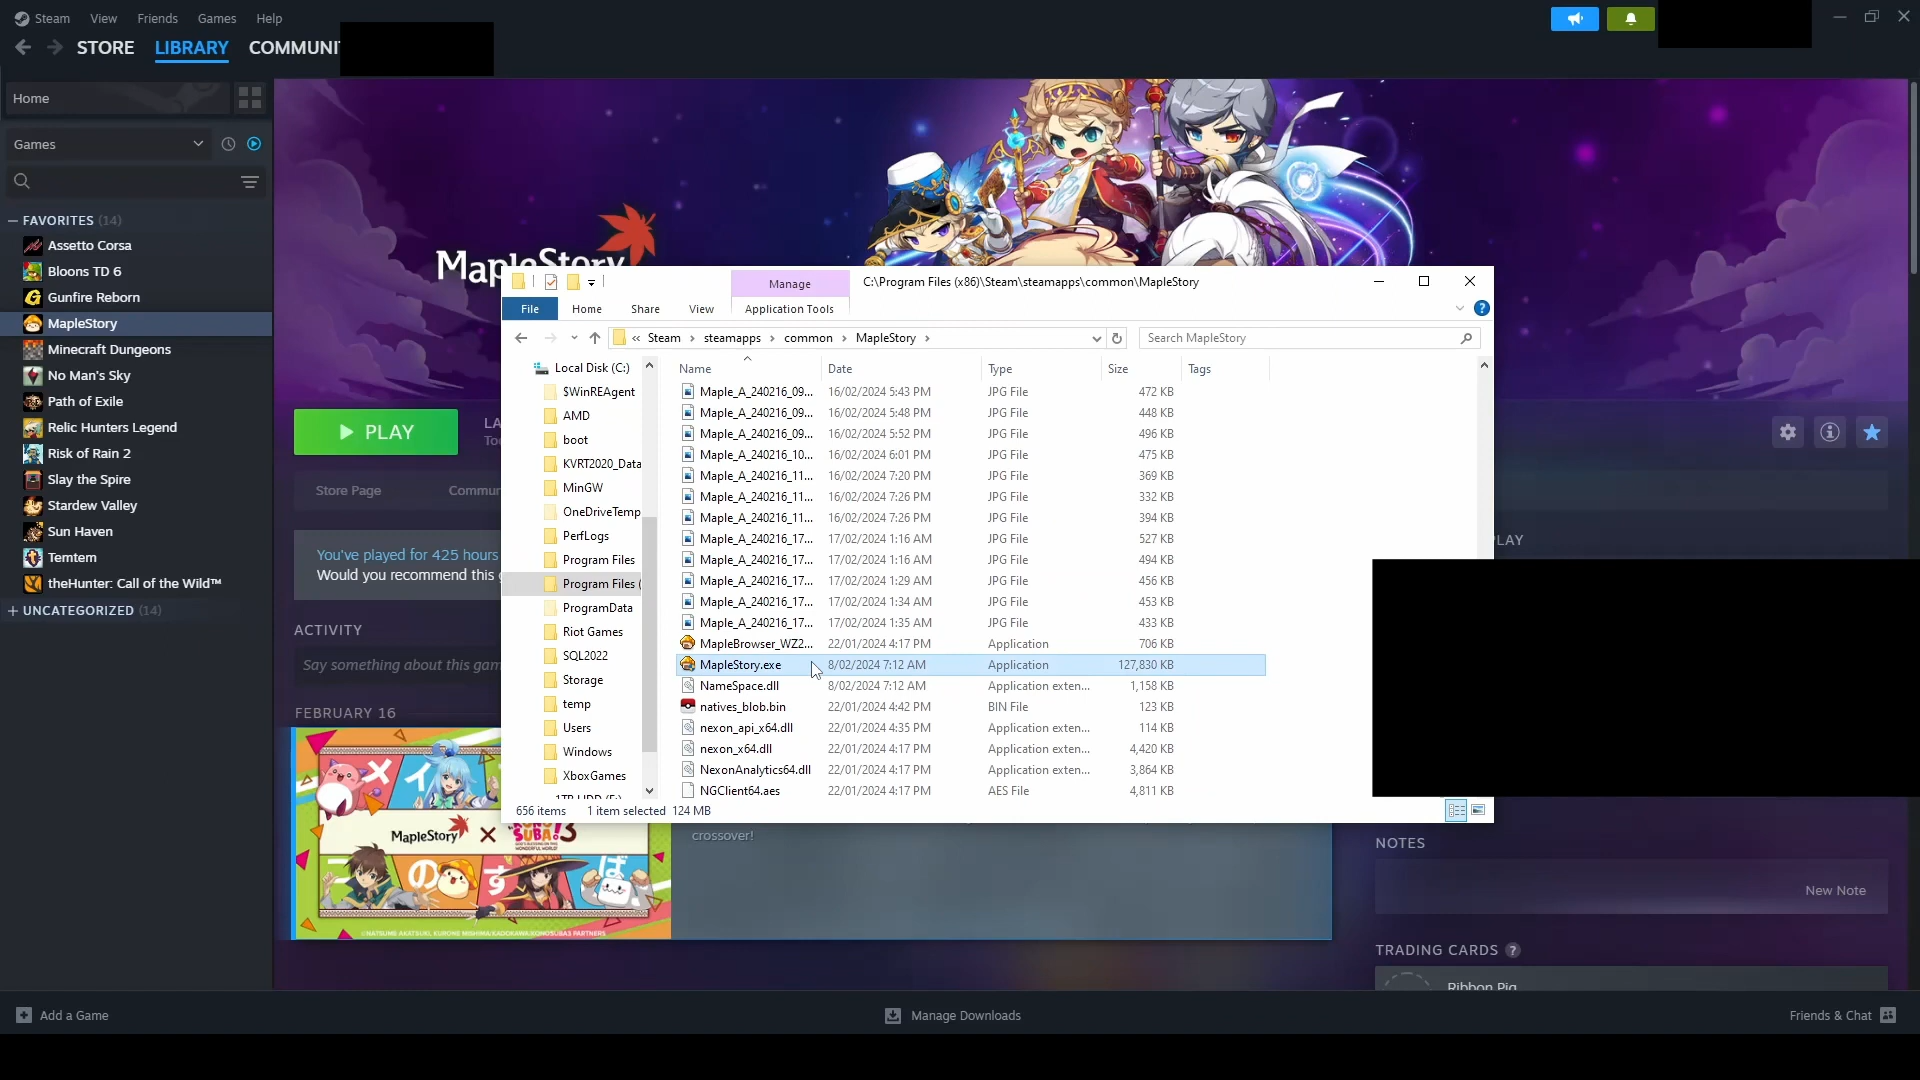 Steam View Friends Games Help
STORE LIBRARY COMMUNI
Home
Games
FAVORITES (14)
Assetto Corsa
Bloons TD 6
Gunfire Reborn
MapleStory
Minecraft Dungeons
No Man's Sky
Path of Exile
Relic Hunters Legend
Risk of Rain 2
Slay the Spire
Stardew Valley
Sun Haven
Temtem
theHunter: Call of the Wild™
UNCATEGORIZED (14)
MapleStory
PLAY
LA
Store Page
Commun
You've played for 425 hours
Would you recommend this g
ACTIVITY
Say something about this gam
FEBRUARY 16
Manage C:\Program Files (x86)\Steam\steamapps\common\MapleStory
File Home Share View Application Tools
« Steam steamapps common MapleStory
Search MapleStory
Local Disk (C:)
$WinREAgent
AMD
boot
KVRT2020_Data
MinGW
OneDriveTemp
PerfLogs
Program Files
Program Files (
ProgramData
Riot Games
SQL2022
Storage
temp
Users
Windows
XboxGames
Name Date Type Size Tags
Maple_A_240216_09... 16/02/2024 5:43 PM JPG File 472 KB
Maple_A_240216_09... 16/02/2024 5:48 PM JPG File 448 KB
Maple_A_240216_09... 16/02/2024 5:52 PM JPG File 496 KB
Maple_A_240216_10... 16/02/2024 6:01 PM JPG File 475 KB
Maple_A_240216_11... 16/02/2024 7:20 PM JPG File 369 KB
Maple_A_240216_11... 16/02/2024 7:26 PM JPG File 332 KB
Maple_A_240216_11... 16/02/2024 7:26 PM JPG File 394 KB
Maple_A_240216_17... 17/02/2024 1:16 AM JPG File 527 KB
Maple_A_240216_17... 17/02/2024 1:16 AM JPG File 494 KB
Maple_A_240216_17... 17/02/2024 1:29 AM JPG File 456 KB
Maple_A_240216_17... 17/02/2024 1:34 AM JPG File 453 KB
Maple_A_240216_17... 17/02/2024 1:35 AM JPG File 433 KB
MapleBrowser_WZ2... 22/01/2024 4:17 PM Application 706 KB
MapleStory.exe 8/02/2024 7:12 AM Application 127,830 KB
NameSpace.dll 8/02/2024 7:12 AM Application exten... 1,158 KB
natives_blob.bin 22/01/2024 4:42 PM BIN File 123 KB
nexon_api_x64.dll 22/01/2024 4:35 PM Application exten... 114 KB
nexon_x64.dll 22/01/2024 4:17 PM Application exten... 4,420 KB
NexonAnalytics64.dll 22/01/2024 4:17 PM Application exten... 3,864 KB
NGClient64.aes 22/01/2024 4:17 PM AES File 4,811 KB
656 items 1 item selected 124 MB
PLAY
メイ
MapleStory ×
SUBA!3
のすば
©NATSUME AKATSUKI, KURONE MISHIMA/KADOKAWA/KONOSUBA3 PARTNERS
crossover!
NOTES
New Note
TRADING CARDS ?
Ribbon Pig
Add a Game
Manage Downloads
Friends & Chat